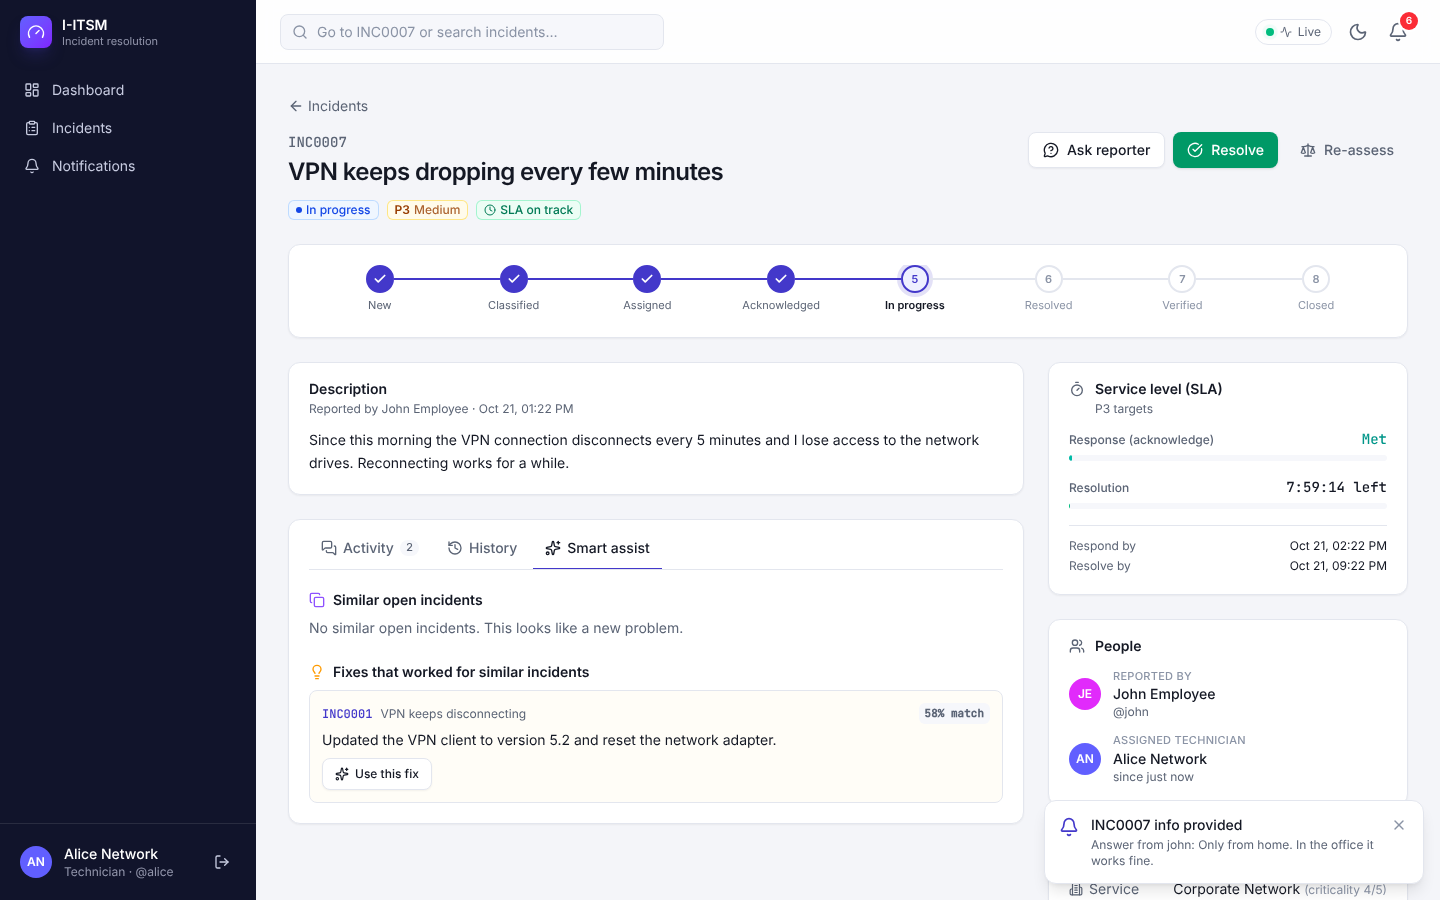 I-ITSM
Incident resolution
Dashboard
Incidents
Notifications
AN
Alice Network
Technician · @alice
Go to INC0007 or search incidents...
Live
6
Incidents
INC0007
VPN keeps dropping every few minutes
In progress
P3 Medium
SLA on track
Ask reporter
Resolve
Re-assess
New
Classified
Assigned
Acknowledged
5
In progress
6
Resolved
7
Verified
8
Closed
Description
Reported by John Employee · Oct 21, 01:22 PM
Since this morning the VPN connection disconnects every 5 minutes and I lose access to the network
drives. Reconnecting works for a while.
Activity 2
History
Smart assist
Similar open incidents
No similar open incidents. This looks like a new problem.
Fixes that worked for similar incidents
INC0001 VPN keeps disconnecting
58% match
Updated the VPN client to version 5.2 and reset the network adapter.
Use this fix
Service level (SLA)
P3 targets
Response (acknowledge) Met
Resolution 7:59:14 left
Respond by Oct 21, 02:22 PM
Resolve by Oct 21, 09:22 PM
People
JE
REPORTED BY
John Employee
@john
AN
ASSIGNED TECHNICIAN
Alice Network
since just now
INC0007 info provided
Answer from john: Only from home. In the office it
works fine.
Service Corporate Network (criticality 4/5)